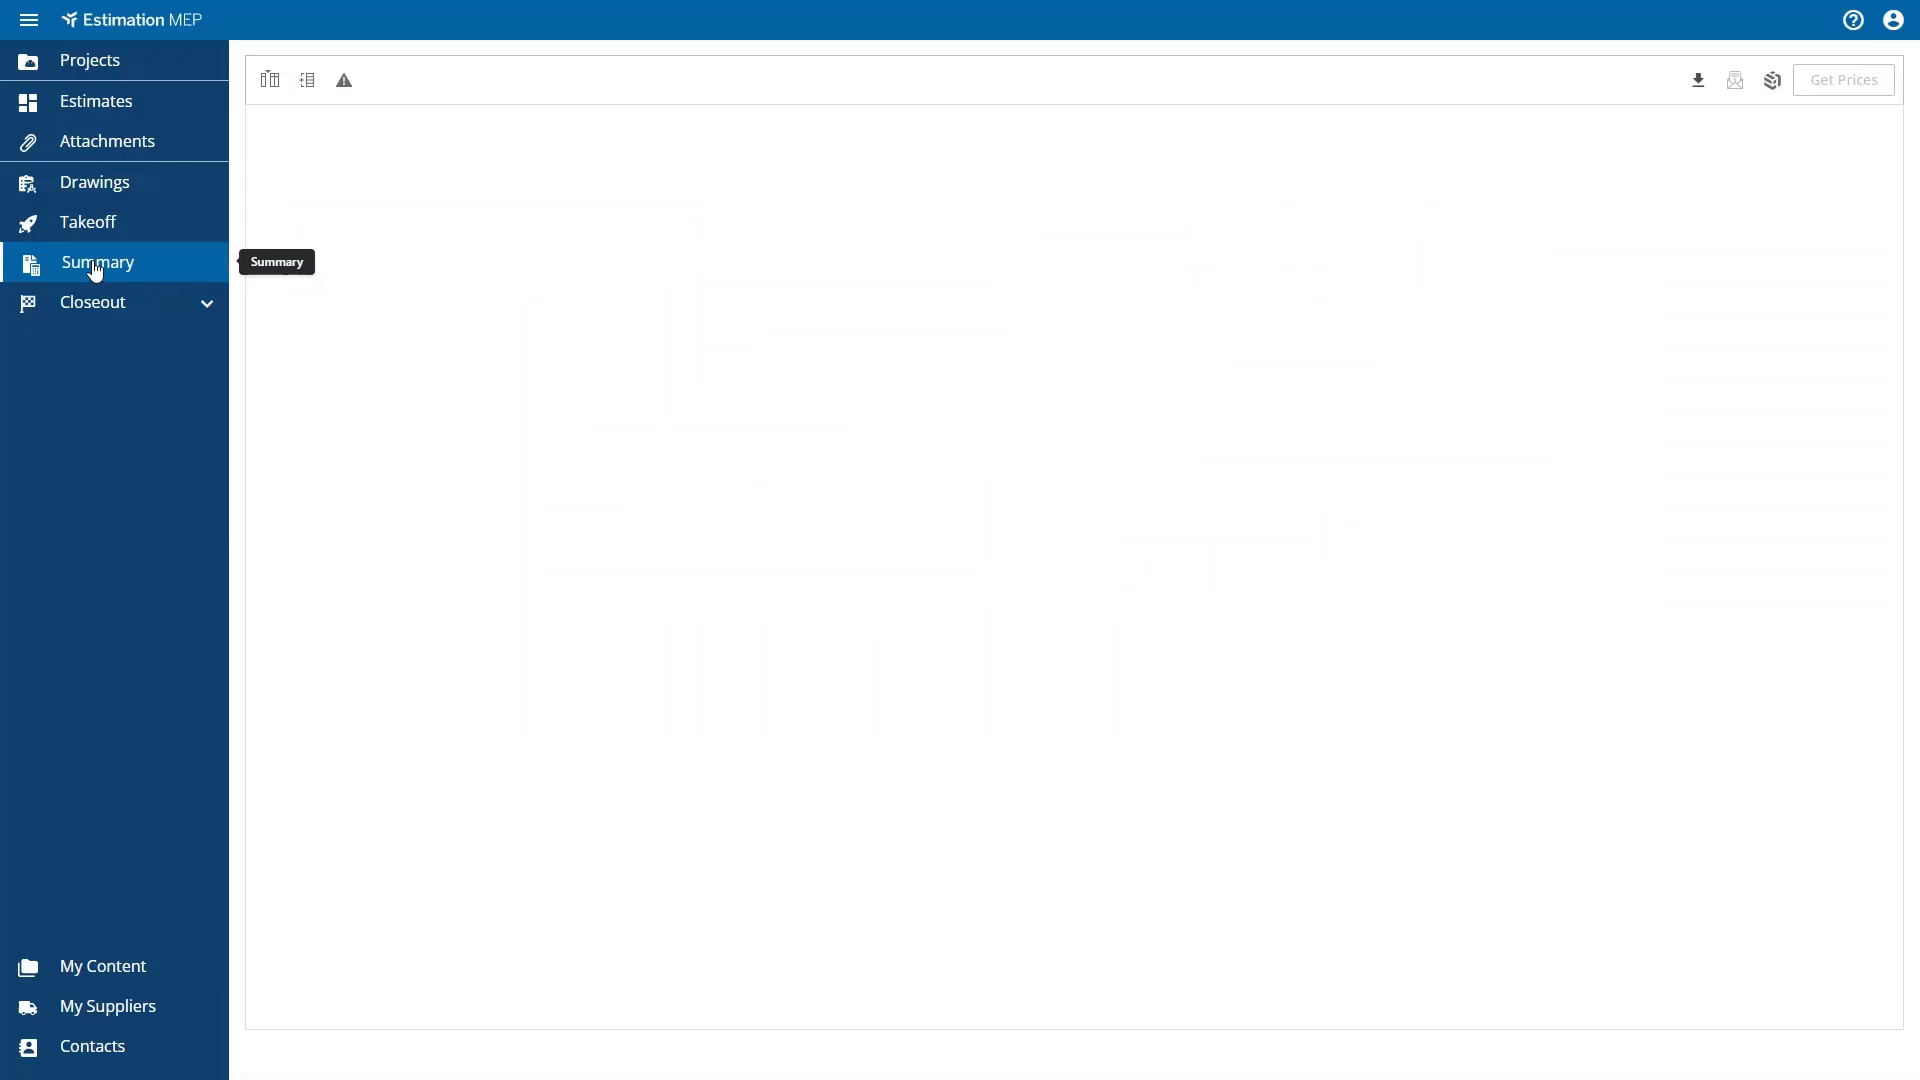 Estimation MEP
Projects
Get Prices
Estimates
Attachments
Drawings
Takeoff
Summary
Summary
Closeout
My Content
My Suppliers
Contacts